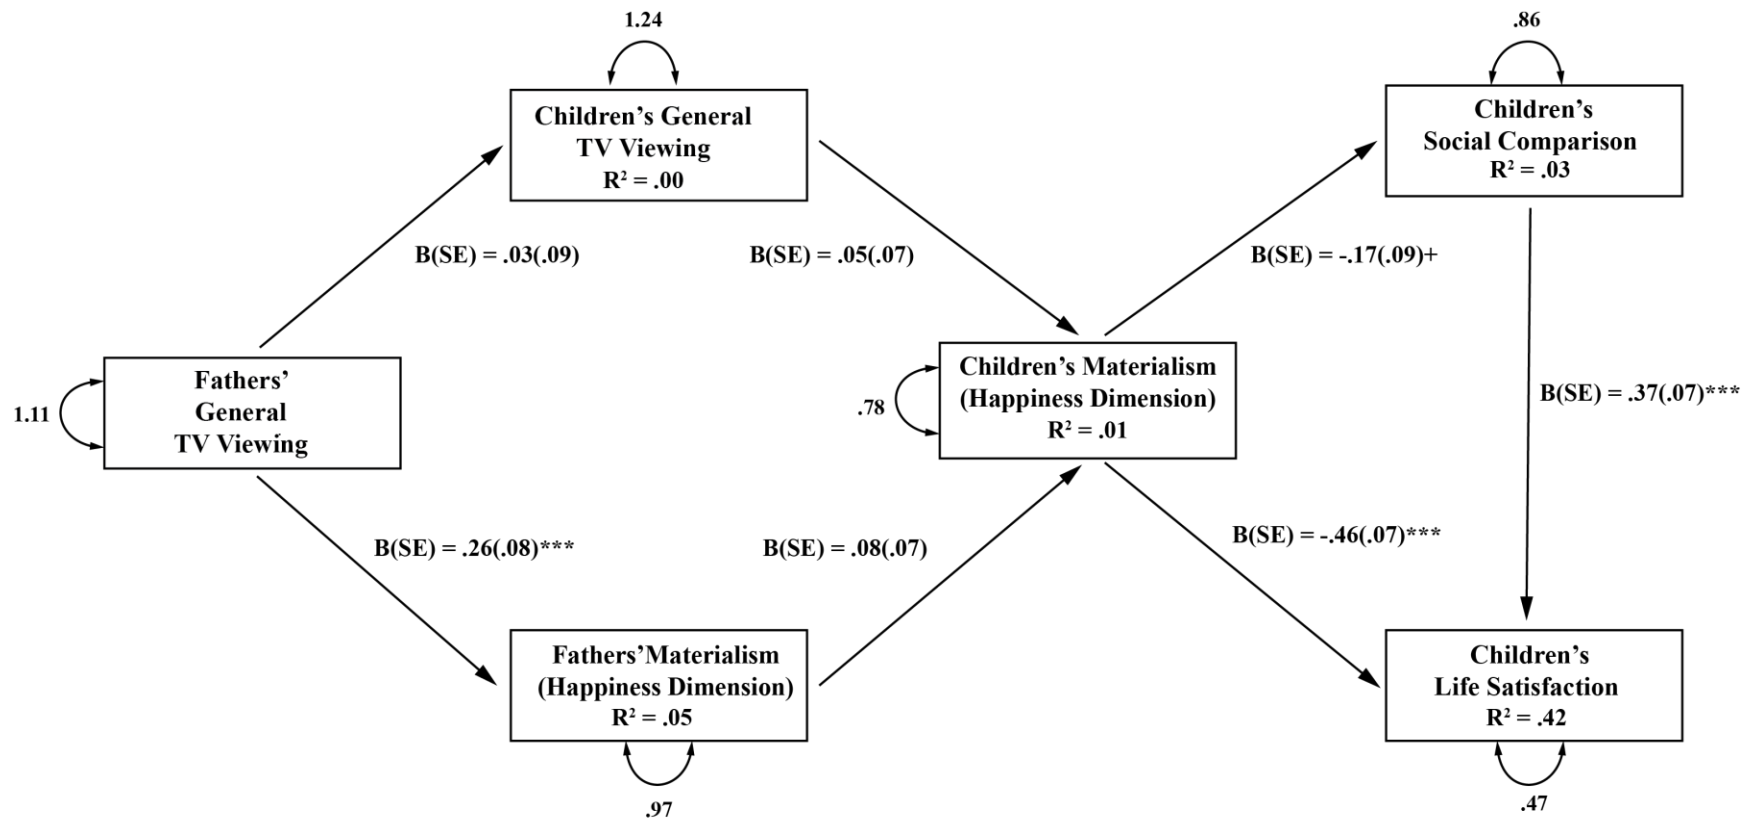 1.24
.86
Children's General
TV Viewing
R² = .00
Children's
Social Comparison
R² = .03
B(SE) = .03(.09)
B(SE) = .05(.07)
B(SE) = -.17(.09)+
1.11
Fathers'
General
TV Viewing
.78
Children's Materialism
(Happiness Dimension)
R² = .01
B(SE) = .37(.07)***
B(SE) = .26(.08)***
B(SE) = .08(.07)
B(SE) = -.46(.07)***
Fathers'Materialism
(Happiness Dimension)
R² = .05
Children's
Life Satisfaction
R² = .42
.97
.47